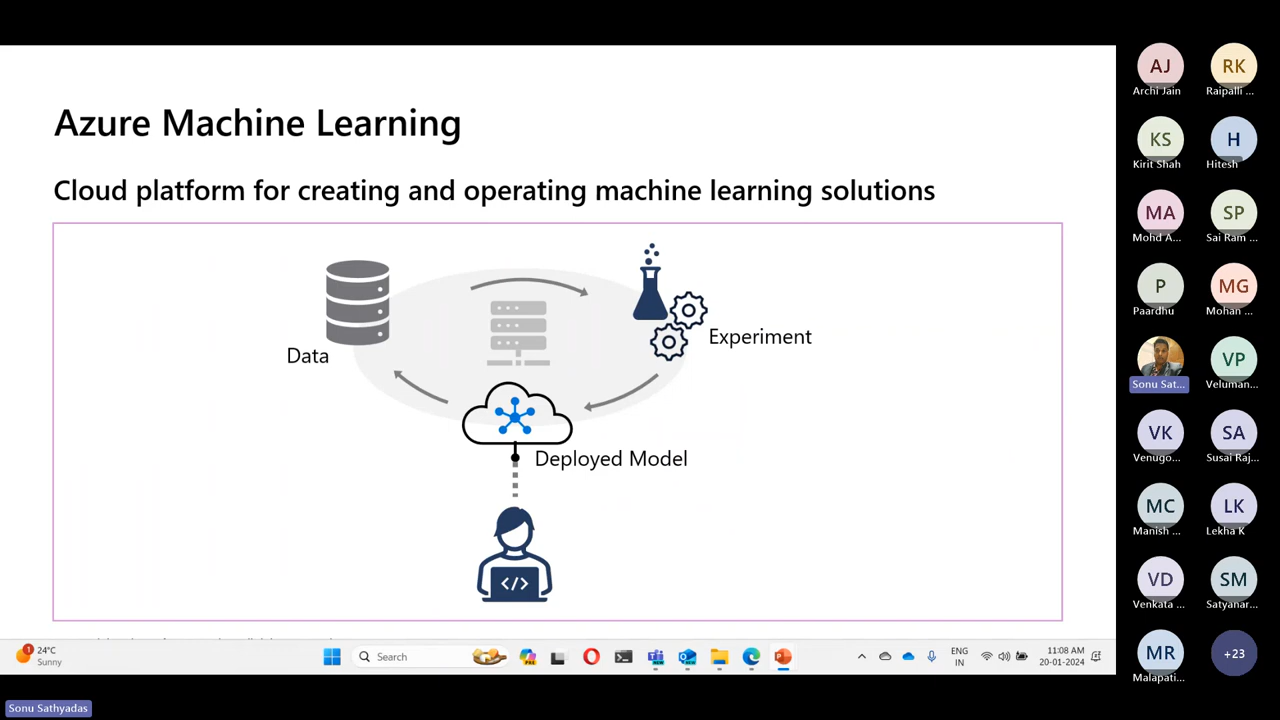 Azure Machine Learning
Cloud platform for creating and operating machine learning solutions
Data
Experiment
Deployed Model
</>
AJ
Archi Jain
RK
Raipalli ...
KS
Kirit Shah
H
Hitesh
MA
Mohd A...
SP
Sai Ram ...
P
Paardhu
MG
Mohan ...
Sonu Sat...
VP
Veluman...
VK
Venugo...
SA
Susai Raj...
MC
Manish ...
LK
Lekha K
VD
Venkata ...
SM
Satyanar...
MR
Malapati...
+23
1
24°C
Sunny
Search
ENG
IN
11:08 AM
20-01-2024
Sonu Sathyadas